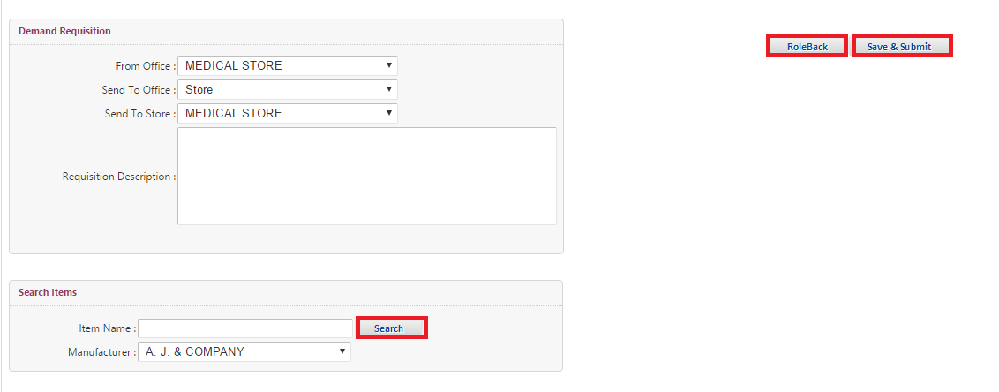 Demand Requisition
RoleBack Save & Submit
From Office : MEDICAL STORE
Send To Office : Store
Send To Store : MEDICAL STORE
Requisition Description :
Search Items
Item Name : Search
Manufacturer : A. J. & COMPANY